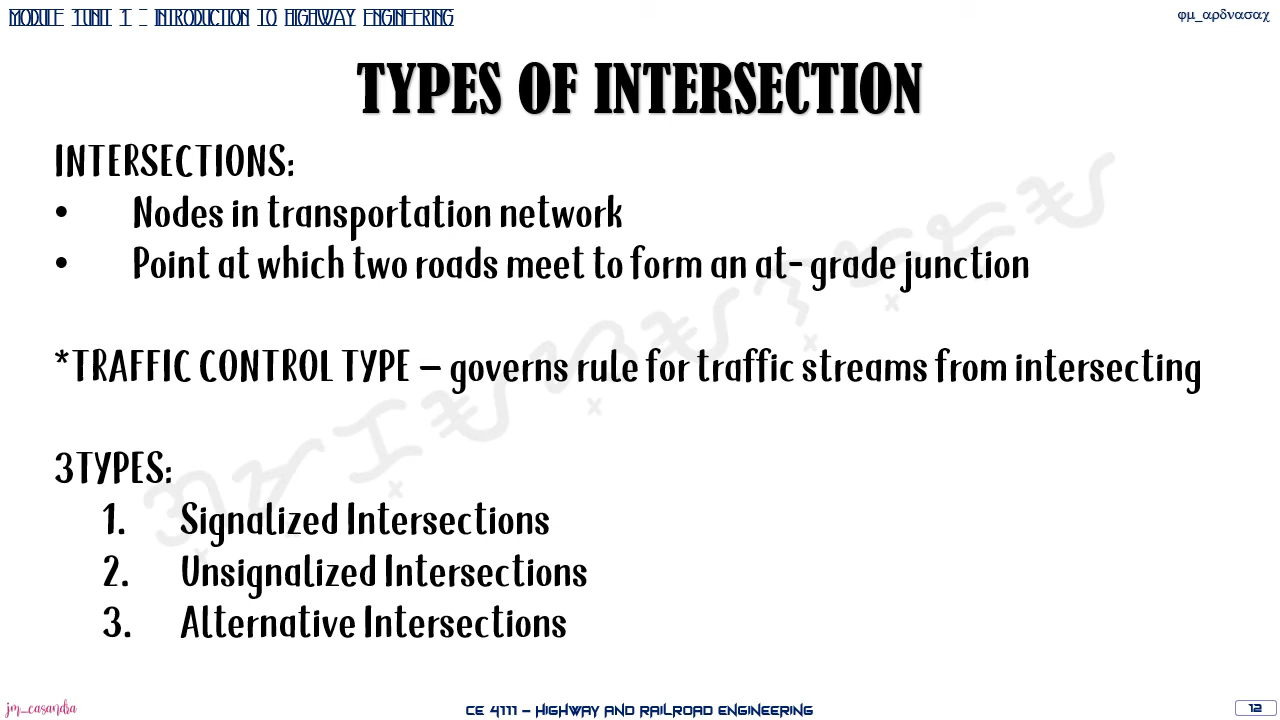 MODULE 1UNIT 1 - INTRODUCTION TO HIGHWAY ENGINEERING
φμ_αρδνασαχ
TYPES OF INTERSECTION
INTERSECTIONS:
• Nodes in transportation network
• Point at which two roads meet to form an at- grade junction
*TRAFFIC CONTROL TYPE – governs rule for traffic streams from intersecting
3TYPES:
1. Signalized Intersections
2. Unsignalized Intersections
3. Alternative Intersections
jm_casandra
CE 4111 – HIGHWAY AND RAILROAD ENGINEERING
12